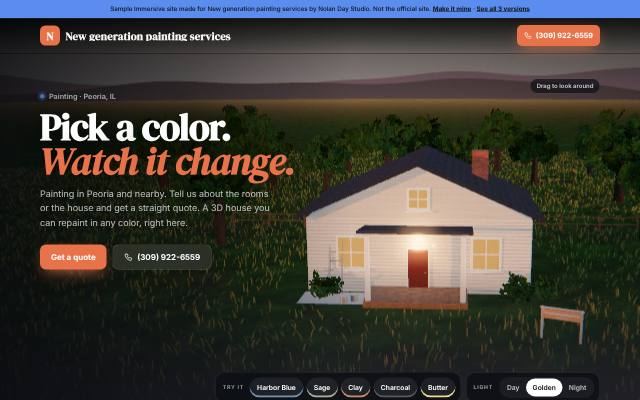 Sample Immersive site made for New generation painting services by Nolan Day Studio. Not the official site. Make it mine · See all 3 versions
N New generation painting services
(309) 922-6559
Drag to look around
Painting · Peoria, IL
Pick a color.
Watch it change.
Painting in Peoria and nearby. Tell us about the rooms
or the house and get a straight quote. A 3D house you
can repaint in any color, right here.
Get a quote
(309) 922-6559
TRY IT Harbor Blue Sage Clay Charcoal Butter
LIGHT Day Golden Night